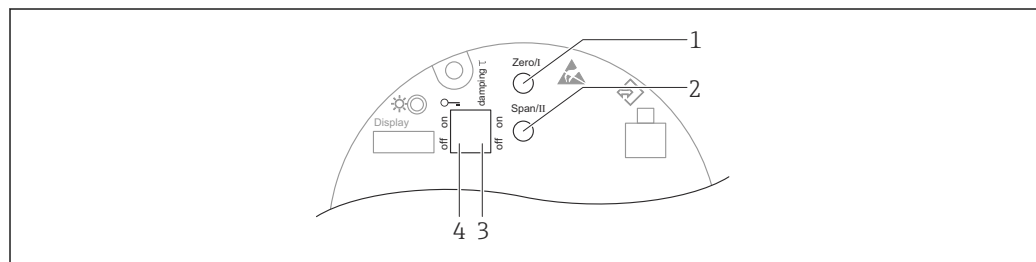 1
Zero/I
damping τ
2
Span/II
Display
on
off
on
off
4
3